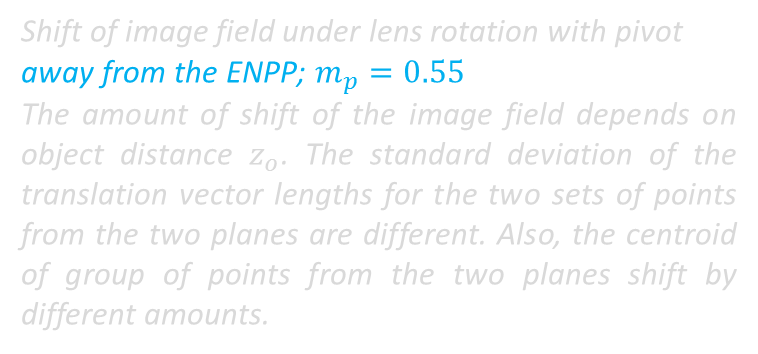 Shift of image field under lens rotation with pivot
away from the ENPP; mₚ = 0.55
The amount of shift of the image field depends on
object distance zₒ. The standard deviation of the
translation vector lengths for the two sets of points
from the two planes are different. Also, the centroid
of group of points from the two planes shift by
different amounts.